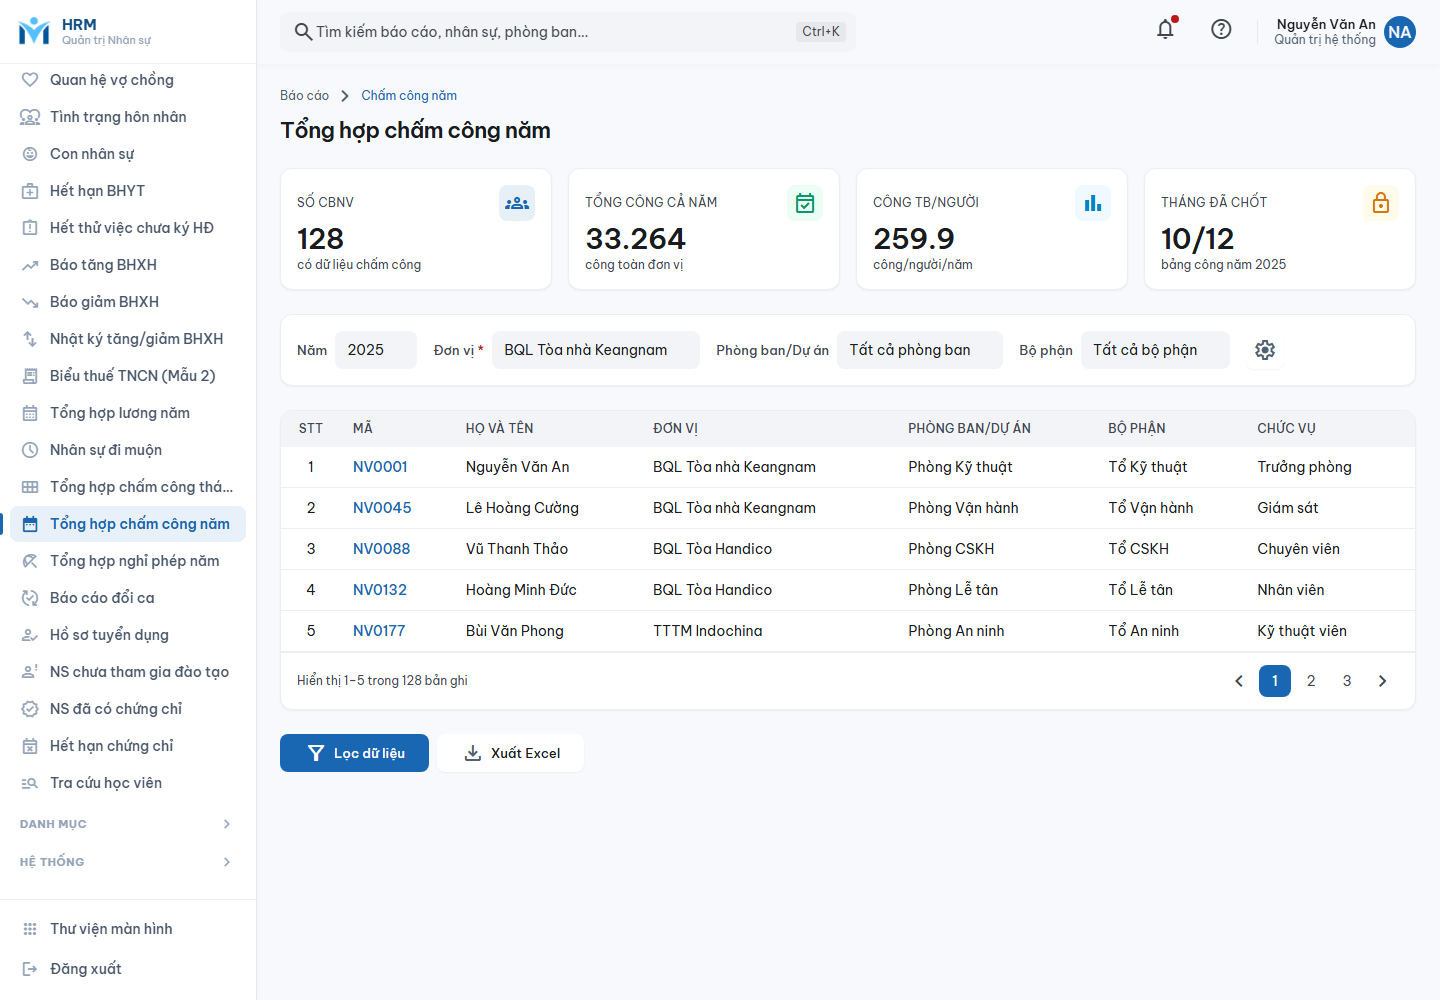 HRM
Quản trị Nhân sự
Quan hệ vợ chồng
Tình trạng hôn nhân
Con nhân sự
Hết hạn BHYT
Hết thử việc chưa ký HĐ
Báo tăng BHXH
Báo giảm BHXH
Nhật ký tăng/giảm BHXH
Biểu thuế TNCN (Mẫu 2)
Tổng hợp lương năm
Nhân sự đi muộn
Tổng hợp chấm công thá...
Tổng hợp chấm công năm
Tổng hợp nghỉ phép năm
Báo cáo đổi ca
Hồ sơ tuyển dụng
NS chưa tham gia đào tạo
NS đã có chứng chỉ
Hết hạn chứng chỉ
Tra cứu học viên
DANH MỤC
HỆ THỐNG
Thư viện màn hình
Đăng xuất
Tìm kiếm báo cáo, nhân sự, phòng ban... Ctrl+K
Nguyễn Văn An
Quản trị hệ thống
NA
Báo cáo Chấm công năm
Tổng hợp chấm công năm
SỐ CBNV
128
có dữ liệu chấm công
TỔNG CÔNG CẢ NĂM
33.264
công toàn đơn vị
CÔNG TB/NGƯỜI
259.9
công/người/năm
THÁNG ĐÃ CHỐT
10/12
bảng công năm 2025
Năm 2025 Đơn vị * BQL Tòa nhà Keangnam Phòng ban/Dự án Tất cả phòng ban Bộ phận Tất cả bộ phận
STT MÃ HỌ VÀ TÊN ĐƠN VỊ PHÒNG BAN/DỰ ÁN BỘ PHẬN CHỨC VỤ
1 NV0001 Nguyễn Văn An BQL Tòa nhà Keangnam Phòng Kỹ thuật Tổ Kỹ thuật Trưởng phòng
2 NV0045 Lê Hoàng Cường BQL Tòa nhà Keangnam Phòng Vận hành Tổ Vận hành Giám sát
3 NV0088 Vũ Thanh Thảo BQL Tòa Handico Phòng CSKH Tổ CSKH Chuyên viên
4 NV0132 Hoàng Minh Đức BQL Tòa Handico Phòng Lễ tân Tổ Lễ tân Nhân viên
5 NV0177 Bùi Văn Phong TTTM Indochina Phòng An ninh Tổ An ninh Kỹ thuật viên
Hiển thị 1–5 trong 128 bản ghi
1 2 3
Lọc dữ liệu
Xuất Excel